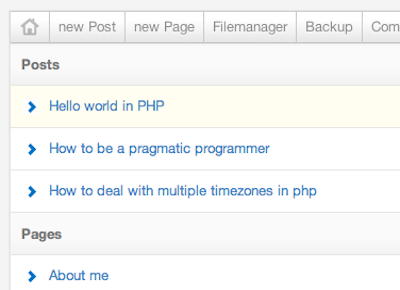 new Post new Page Filemanager Backup Com
Posts
Hello world in PHP
How to be a pragmatic programmer
How to deal with multiple timezones in php
Pages
About me